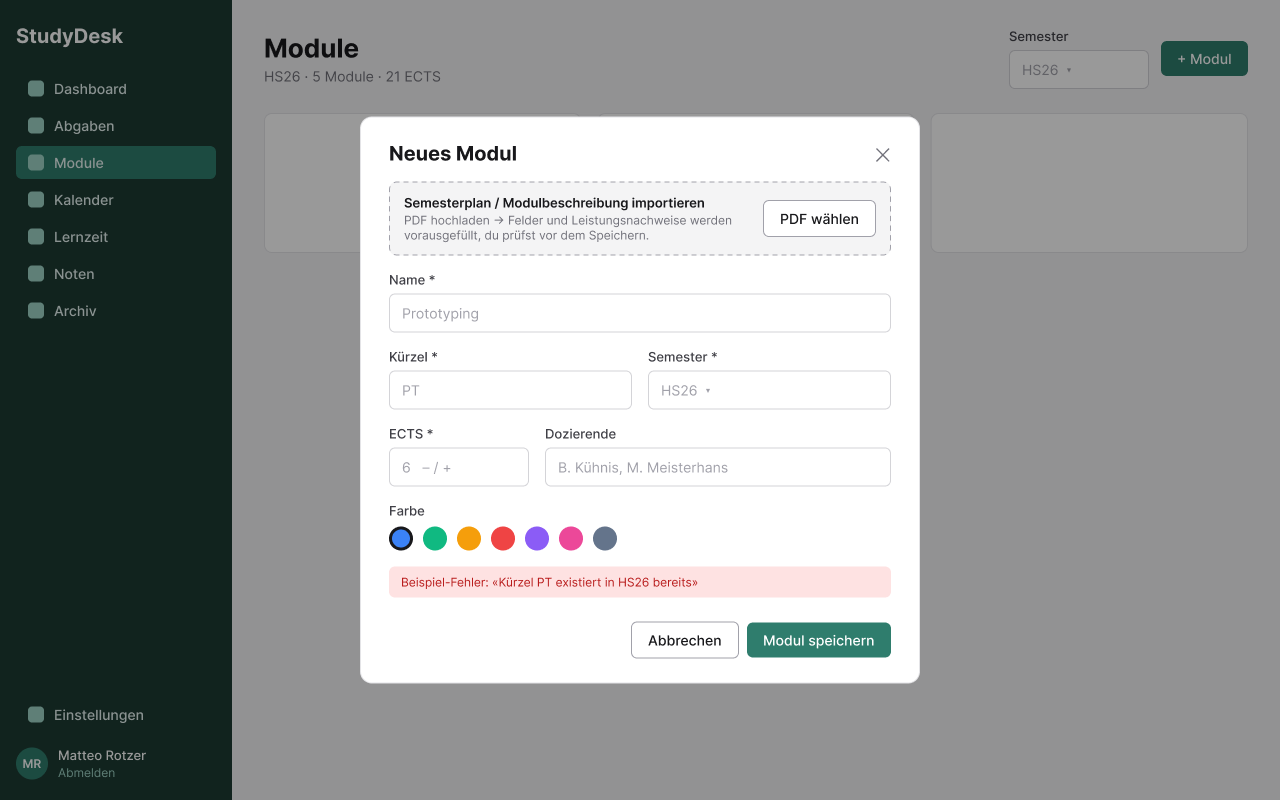 StudyDesk
Dashboard
Abgaben
Module
Kalender
Lernzeit
Noten
Archiv
Einstellungen
MR
Matteo Rotzer
Abmelden
Module
HS26 · 5 Module · 21 ECTS
Semester
HS26 ▾
+ Modul
Neues Modul
Semesterplan / Modulbeschreibung importieren
PDF hochladen → Felder und Leistungsnachweise werden
vorausgefüllt, du prüfst vor dem Speichern.
PDF wählen
Name *
Prototyping
Kürzel *
Semester *
PT
HS26 ▾
ECTS *
Dozierende
6 – / +
B. Kühnis, M. Meisterhans
Farbe
Beispiel-Fehler: «Kürzel PT existiert in HS26 bereits»
Abbrechen
Modul speichern